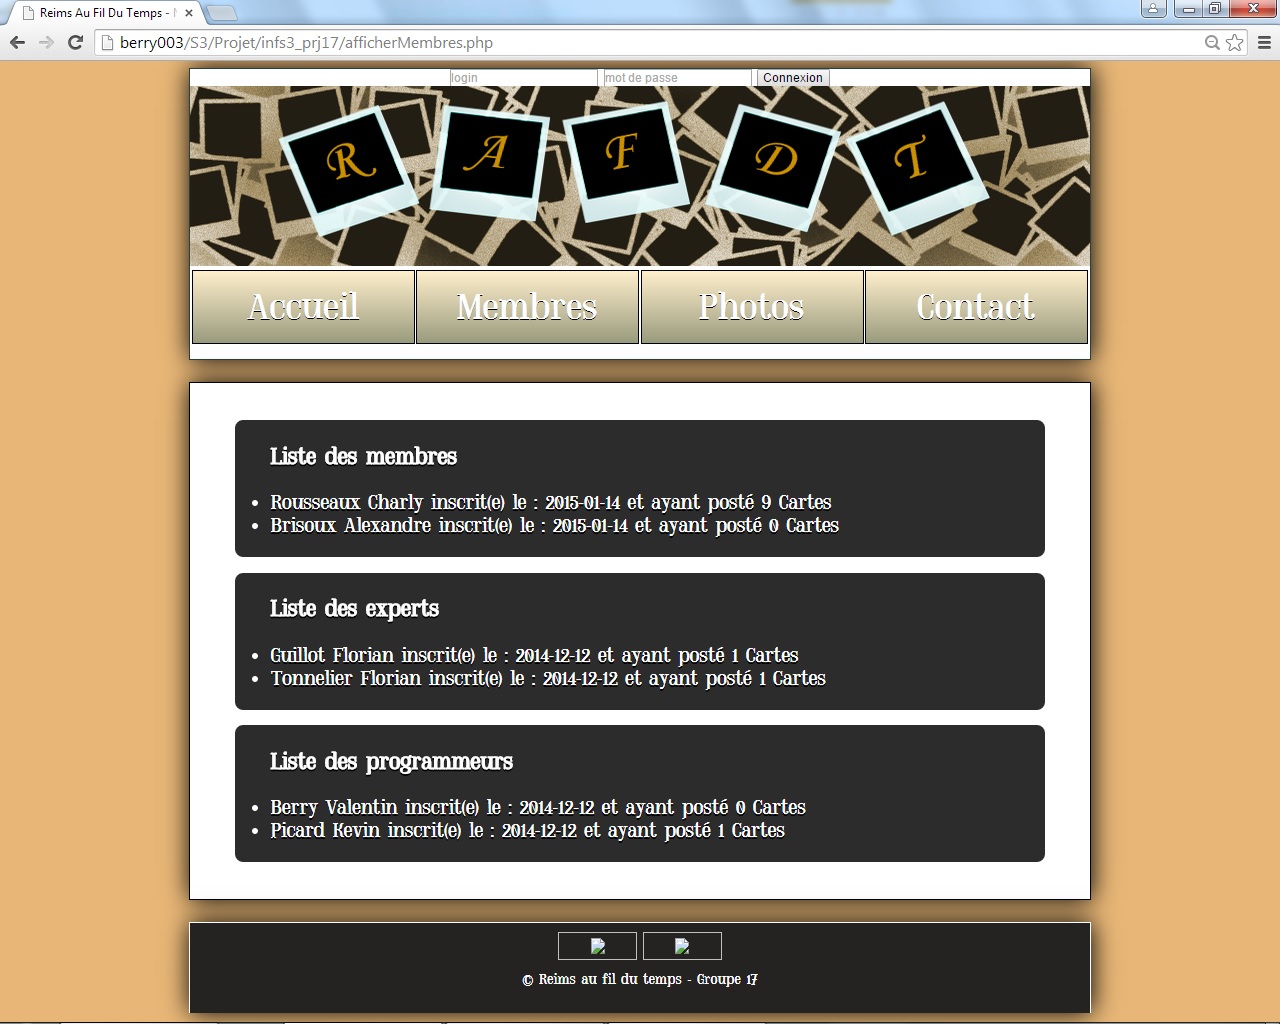 Reims Au Fil Du Temps -
berry003/S3/Projet/infs3_prj17/afficherMembres.php
login mot de passe Connexion
R A F D T
Accueil Membres Photos Contact
Liste des membres
Rousseaux Charly inscrit(e) le : 2015-01-14 et ayant posté 9 Cartes
Brisoux Alexandre inscrit(e) le : 2015-01-14 et ayant posté 0 Cartes
Liste des experts
Guillot Florian inscrit(e) le : 2014-12-12 et ayant posté 1 Cartes
Tonnelier Florian inscrit(e) le : 2014-12-12 et ayant posté 1 Cartes
Liste des programmeurs
Berry Valentin inscrit(e) le : 2014-12-12 et ayant posté 0 Cartes
Picard Kevin inscrit(e) le : 2014-12-12 et ayant posté 1 Cartes
© Reims au fil du temps - Groupe 17